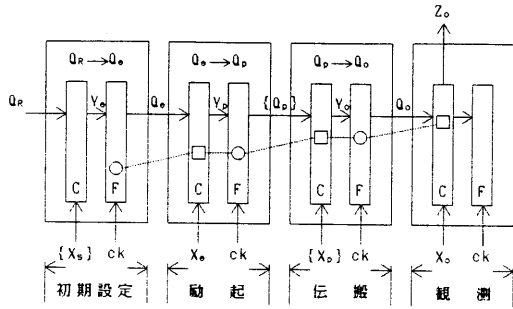 Zo
QR→Qe Qe→Qp Qp→Qo
QR Ye Qe Yp {Qp} Yo Qo
C F C F C F C F
{Xs} ck Xe ck {Xp} ck Xo ck
初期設定 励起 伝搬 観測